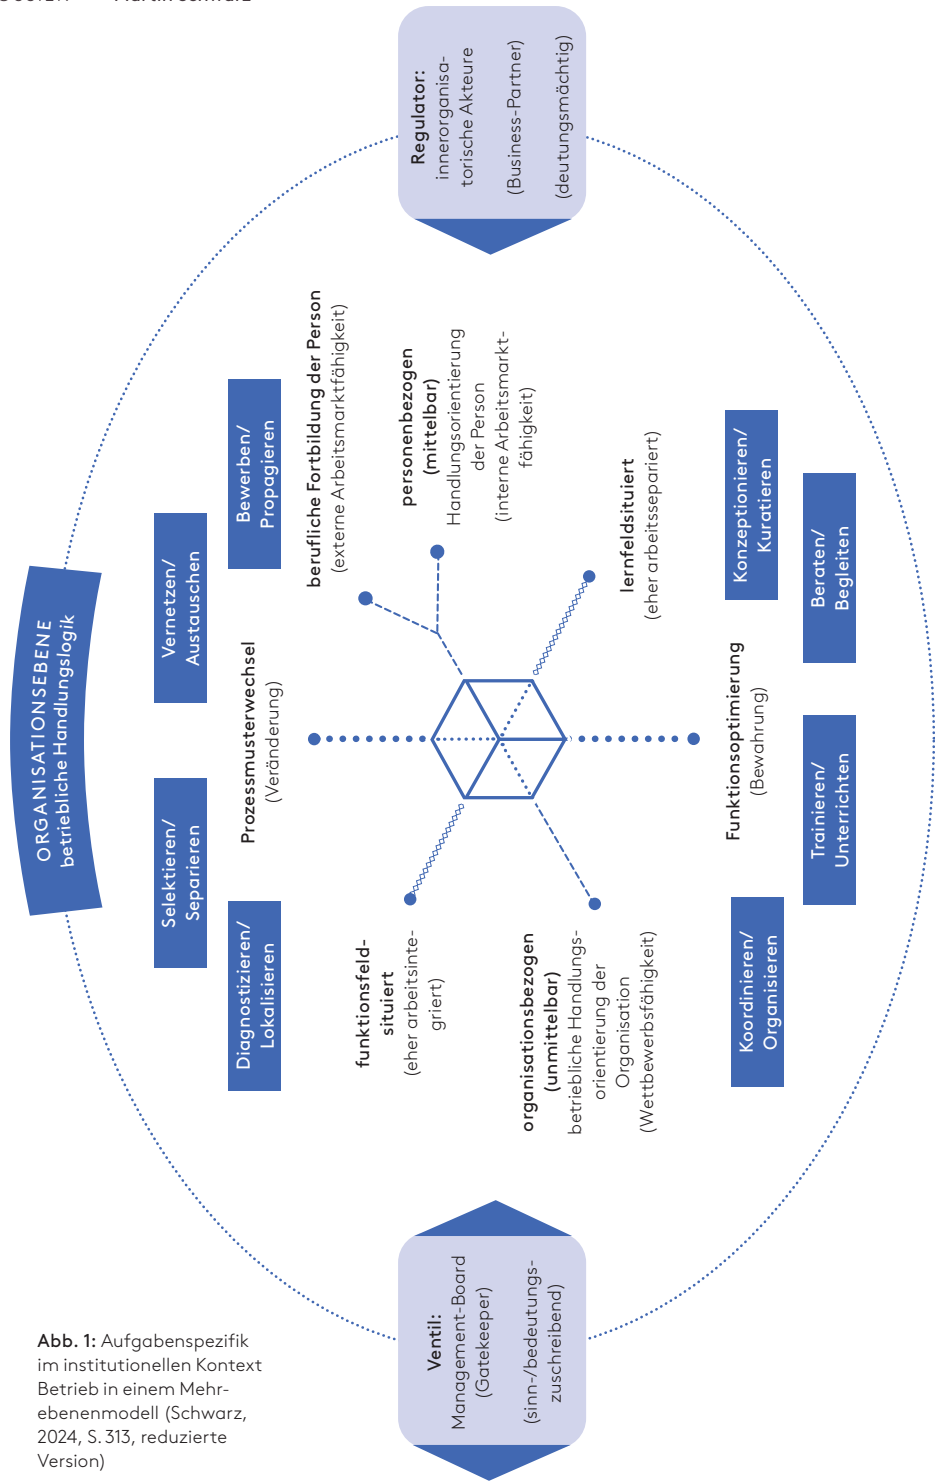 Martin Schwarz
ORGANISATIONSEBENE
betriebliche Handlungslogik
Diagnostizieren/
Lokalisieren
Selektieren/
Separieren
Vernetzen/
Austauschen
Bewerben/
Propagieren
Prozessmusterwechsel
(Veränderung)
berufliche Fortbildung der Person
(externe Arbeitsmarktfähigkeit)
personenbezogen
(mittelbar)
Handlungsorientierung
der Person
(interne Arbeitsmarkt-
fähigkeit)
funktionsfeld-
situiert
(eher arbeitsinte-
griert)
organisationsbezogen
(unmittelbar)
betriebliche Handlungs-
orientierung der
Organisation
(Wettbewerbsfähigkeit)
lernfeldsituiert
(eher arbeitssepariert)
Funktionsoptimierung
(Bewahrung)
Koordinieren/
Organisieren
Trainieren/
Unterrichten
Beraten/
Begleiten
Konzeptionieren/
Kuratieren
Ventil:
Management-Board
(Gatekeeper)
(sinn-/bedeutungs-
zuschreibend)
Regulator:
innerorganisa-
torische Akteure
(Business-Partner)
(deutungsmächtig)
Abb. 1: Aufgabenspezifik
im institutionellen Kontext
Betrieb in einem Mehr-
ebenenmodell (Schwarz,
2024, S. 313, reduzierte
Version)